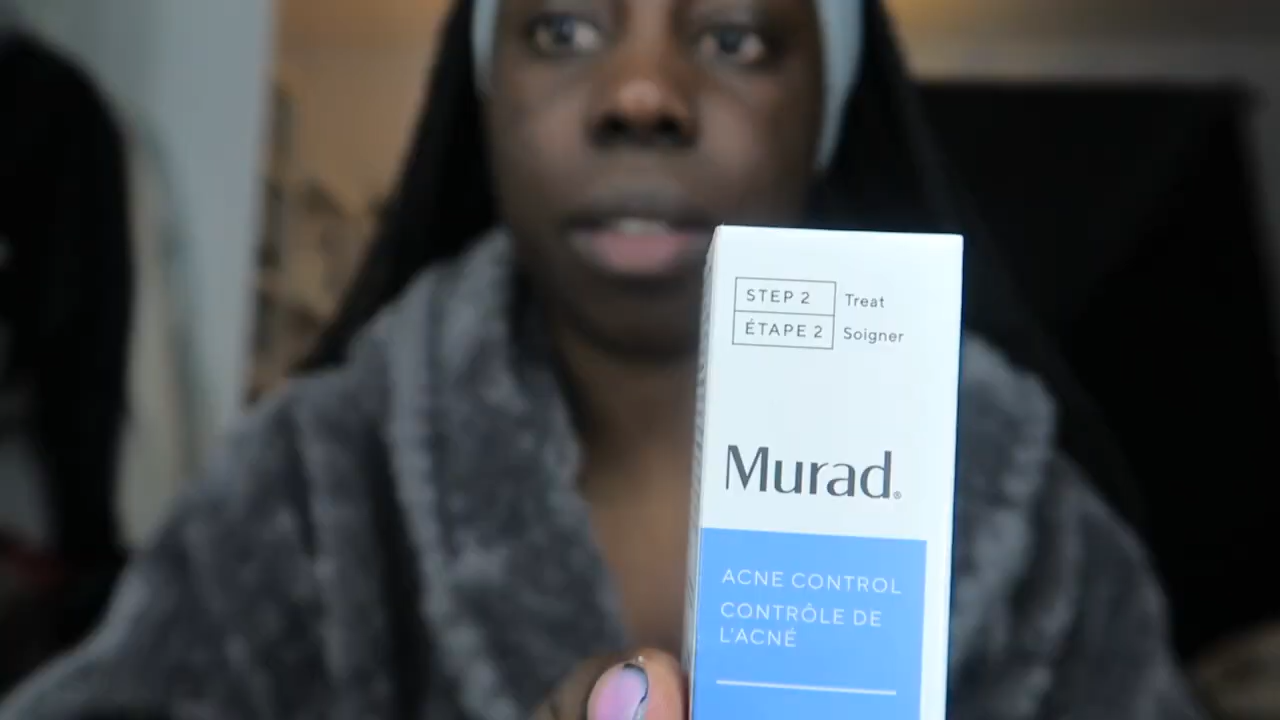 STEP 2 Treat
ÉTAPE 2 Soigner
Murad®
ACNE CONTROL
CONTRÔLE DE
L'ACNÉ